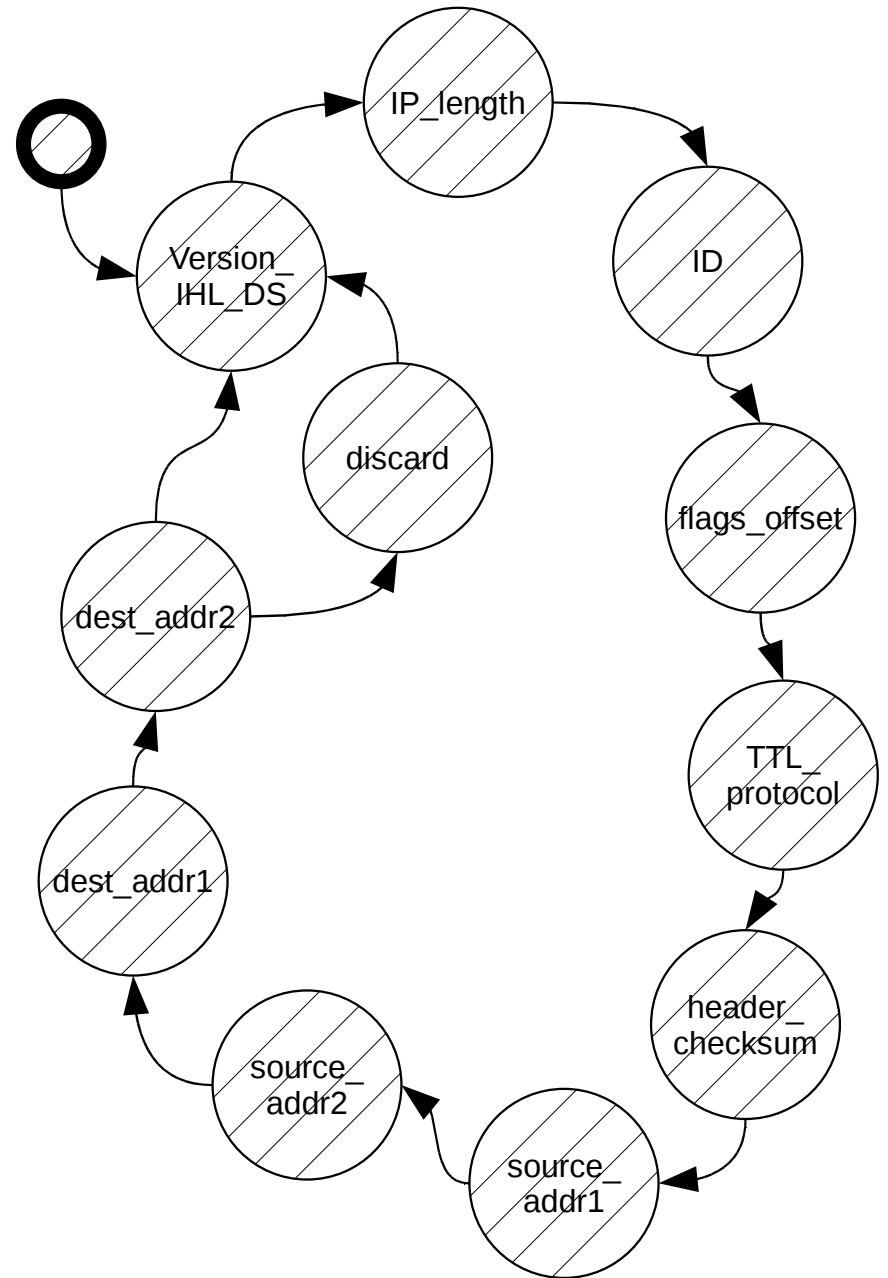 IP_length
Version_
IHL_DS
ID
discard
flags_offset
dest_addr2
TTL_
protocol
dest_addr1
header_
checksum
source_
addr2
source_
addr1